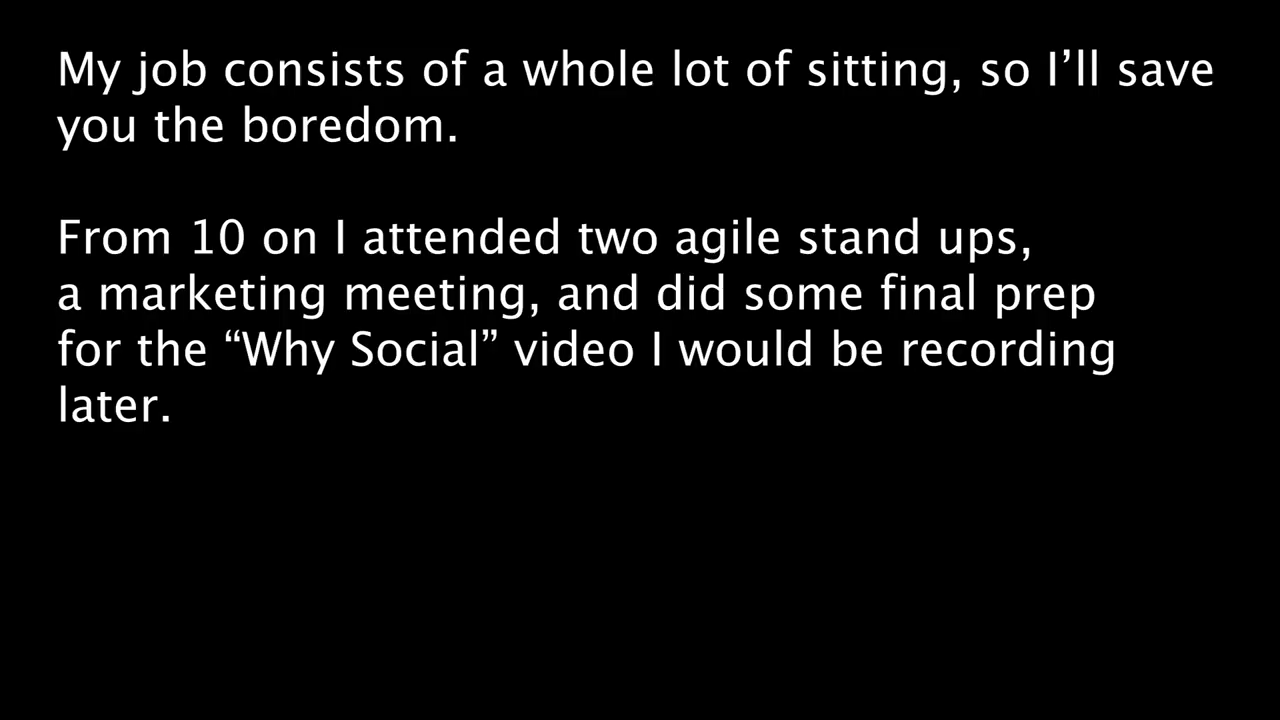 My job consists of a whole lot of sitting, so I’ll save
you the boredom.
From 10 on I attended two agile stand ups,
a marketing meeting, and did some final prep
for the “Why Social” video I would be recording
later.